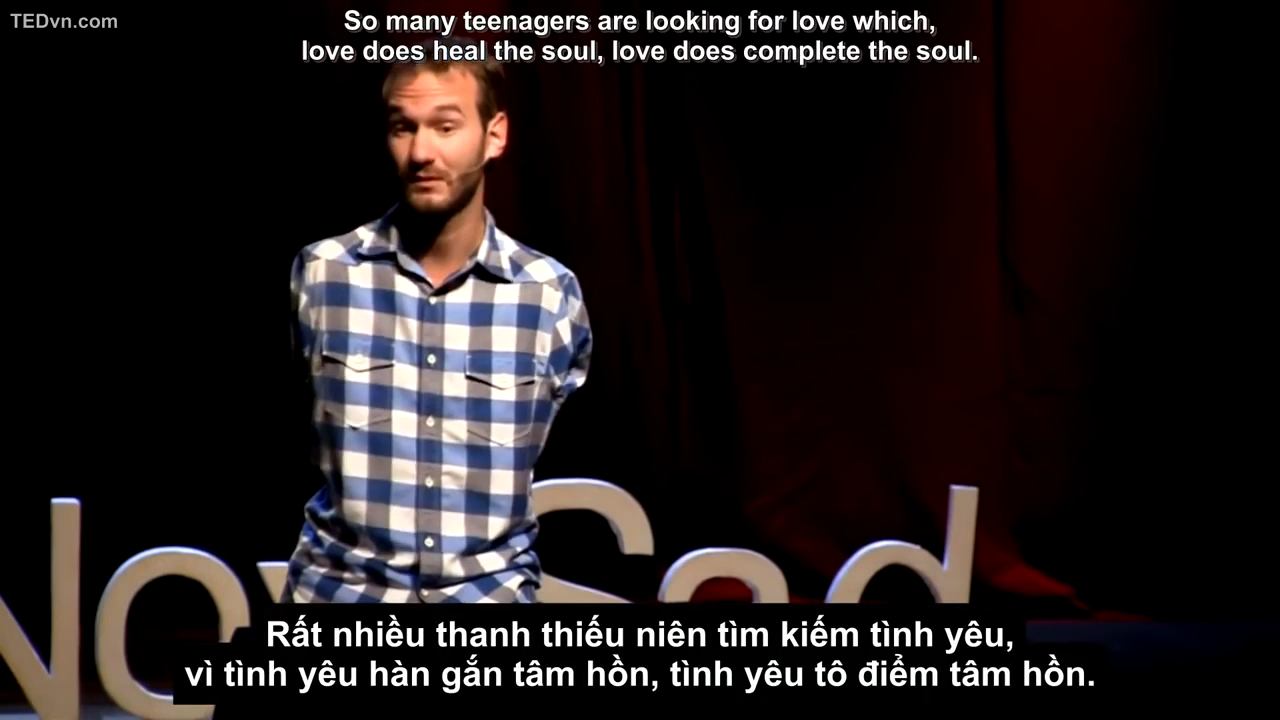 TEDvn.com
So many teenagers are looking for love which,
love does heal the soul, love does complete the soul.
Novi Sad
Rất nhiều thanh thiếu niên tìm kiếm tình yêu,
vì tình yêu hàn gắn tâm hồn, tình yêu tô điểm tâm hồn.